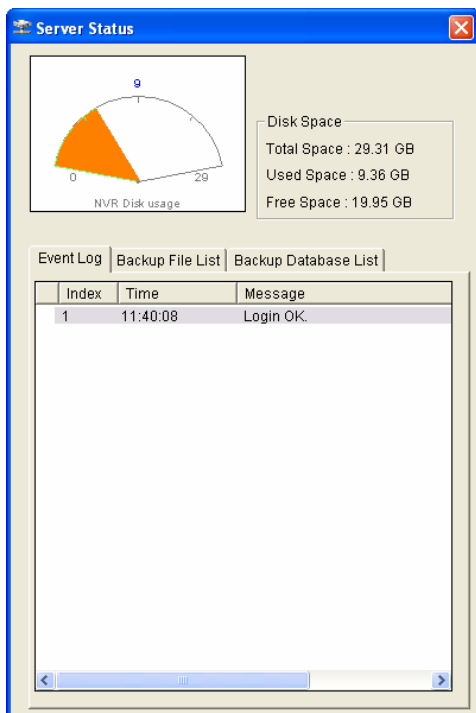 Server Status
9
0
29
NVR Disk usage
Disk Space
Total Space : 29.31 GB
Used Space : 9.36 GB
Free Space : 19.95 GB
Event Log
Backup File List
Backup Database List
Index Time Message
1 11:40:08 Login OK.